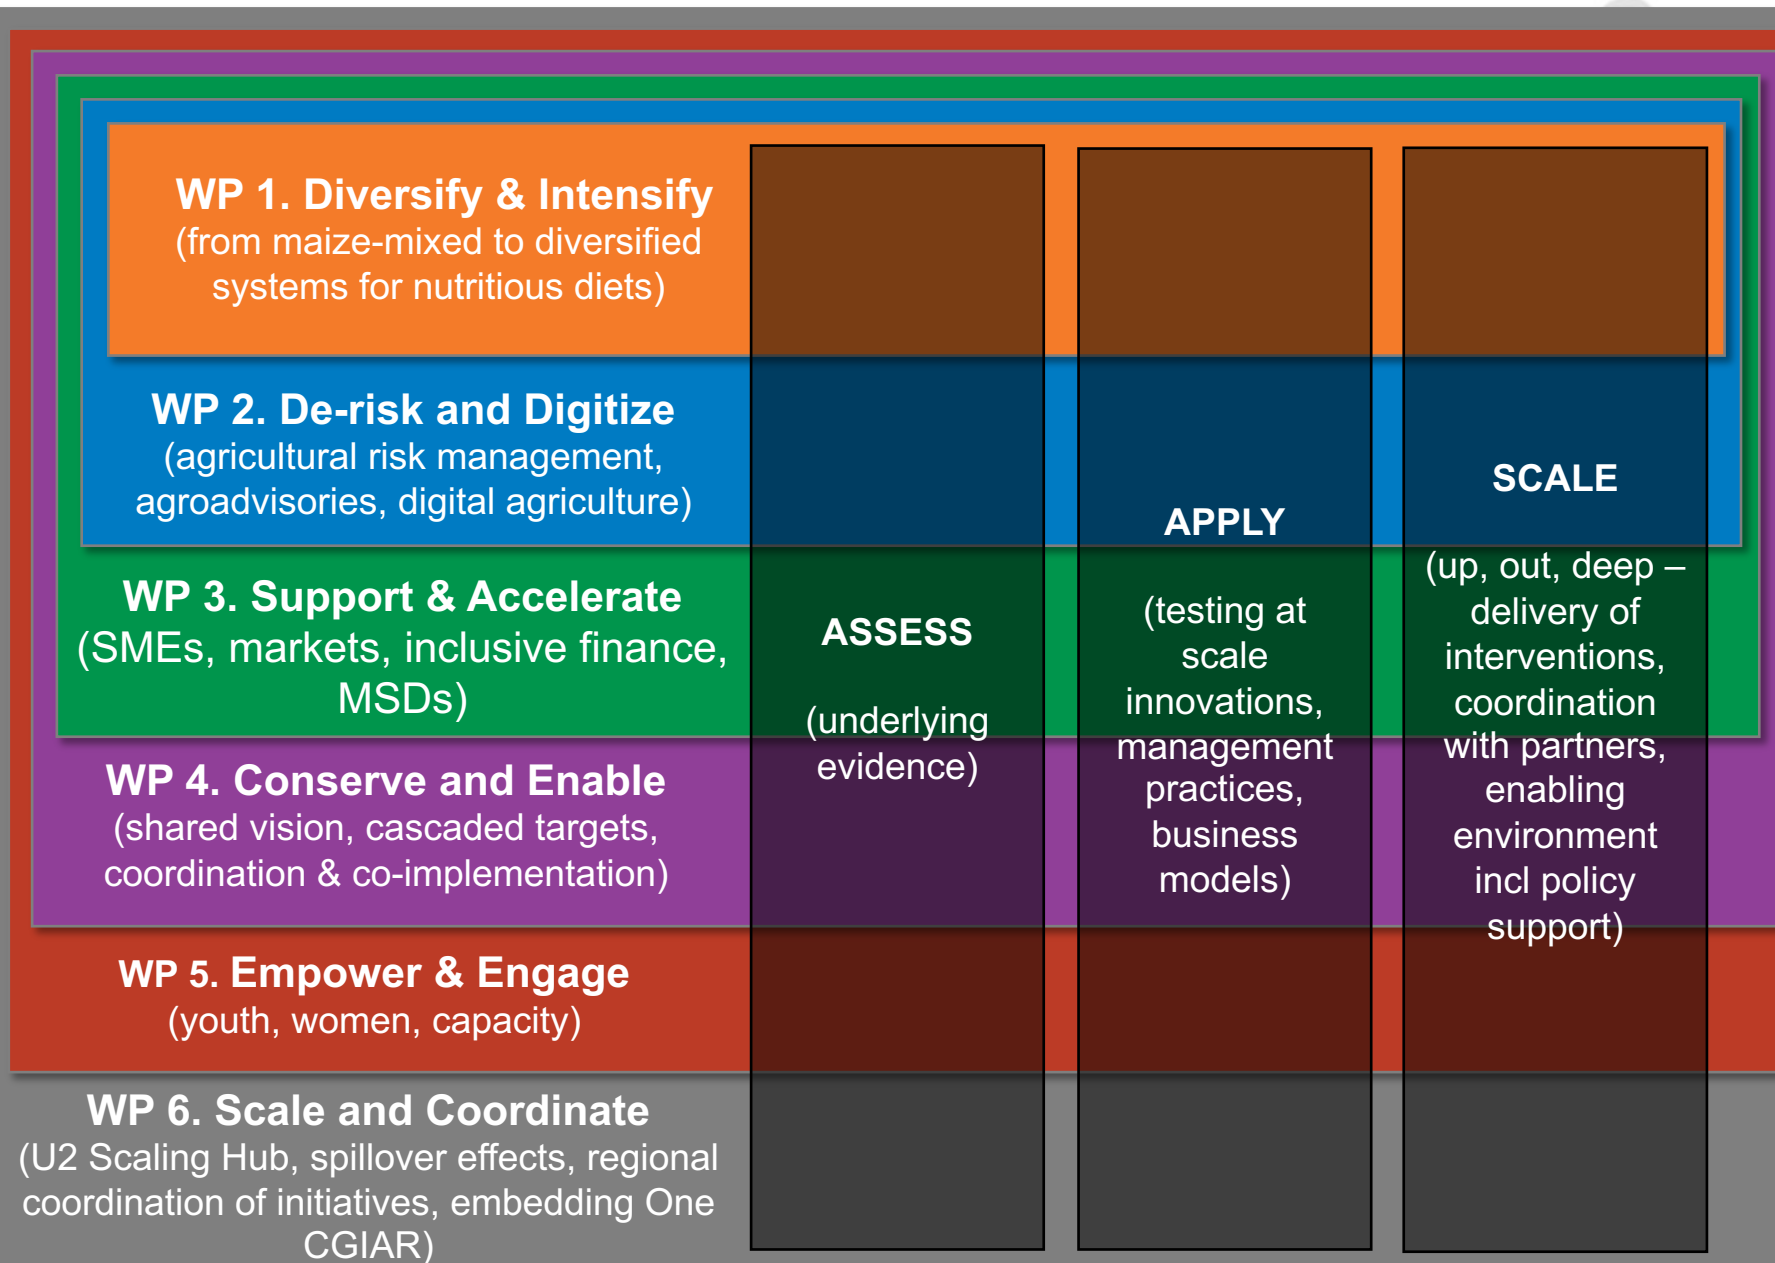 WP 1. Diversify & Intensify
(from maize-mixed to diversified
systems for nutritious diets)
WP 2. De-risk and Digitize
(agricultural risk management,
agroadvisories, digital agriculture)
WP 3. Support & Accelerate
(SMEs, markets, inclusive finance,
MSDs)
WP 4. Conserve and Enable
(shared vision, cascaded targets,
coordination & co-implementation)
WP 5. Empower & Engage
(youth, women, capacity)
WP 6. Scale and Coordinate
(U2 Scaling Hub, spillover effects, regional
coordination of initiatives, embedding One
CGIAR)
ASSESS
(underlying
evidence)
APPLY
(testing at
scale
innovations,
management
practices,
business
models)
SCALE
(up, out, deep –
delivery of
interventions,
coordination
with partners,
enabling
environment
incl policy
support)